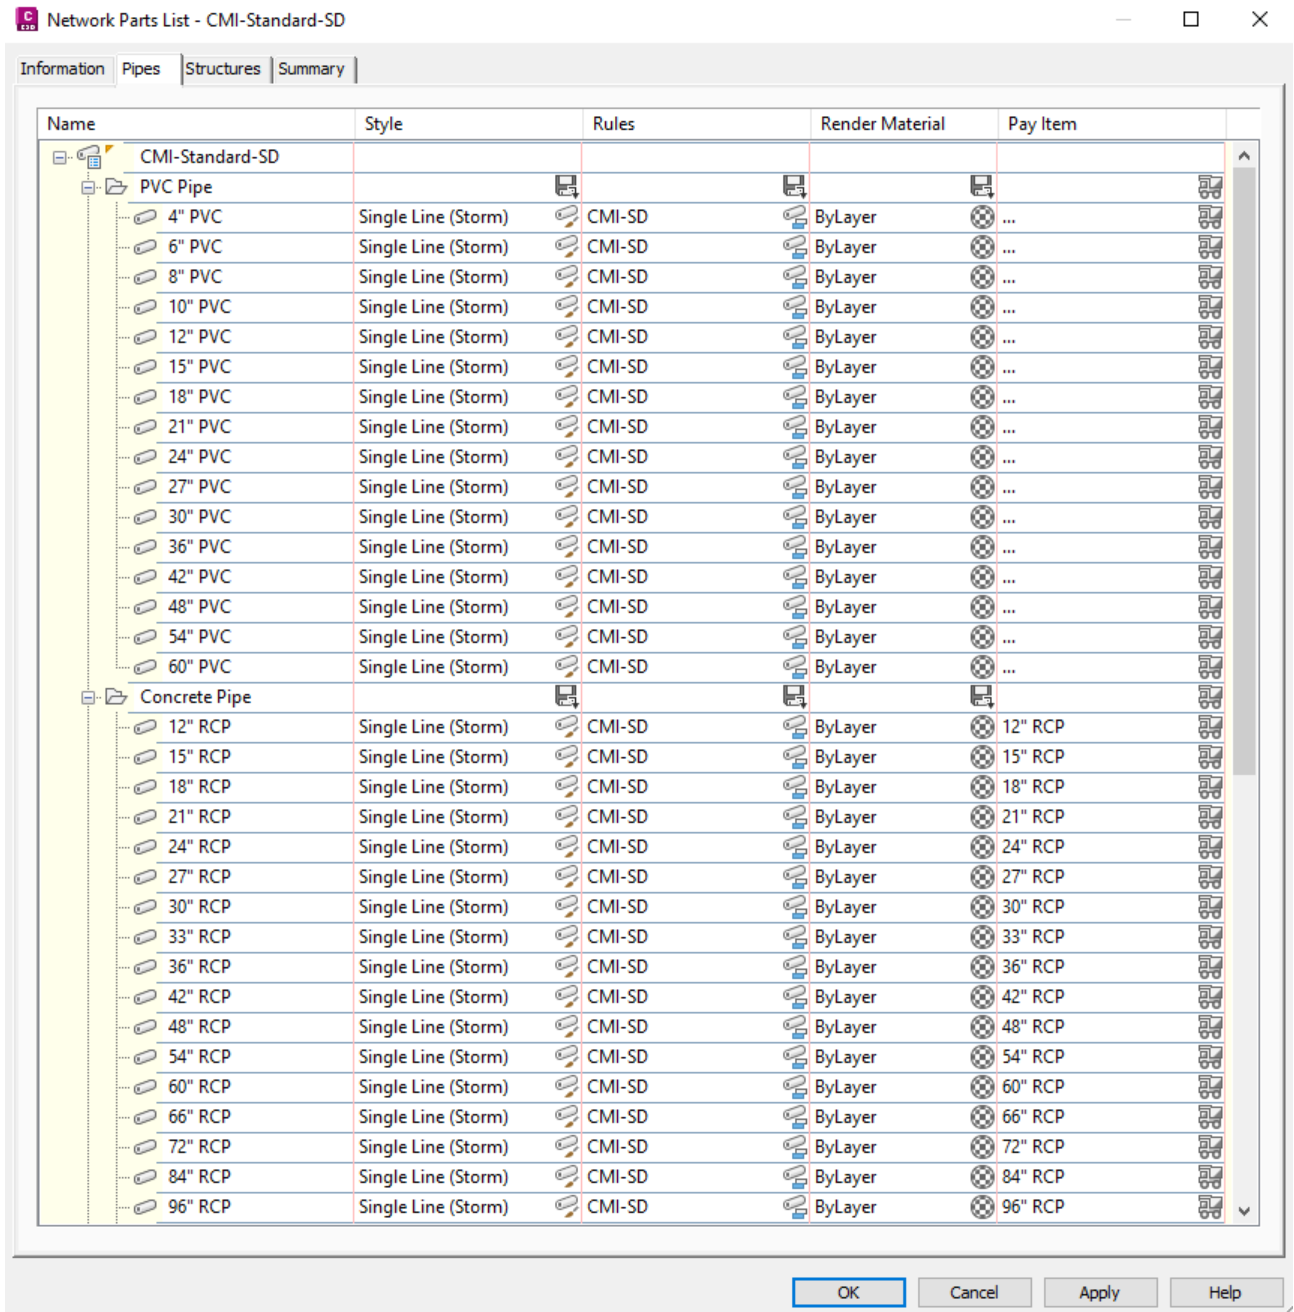 C
C3D
Network Parts List - CMI-Standard-SD
Information Pipes Structures Summary
Name Style Rules Render Material Pay Item
CMI-Standard-SD
PVC Pipe
4" PVC Single Line (Storm) CMI-SD ByLayer ...
6" PVC Single Line (Storm) CMI-SD ByLayer ...
8" PVC Single Line (Storm) CMI-SD ByLayer ...
10" PVC Single Line (Storm) CMI-SD ByLayer ...
12" PVC Single Line (Storm) CMI-SD ByLayer ...
15" PVC Single Line (Storm) CMI-SD ByLayer ...
18" PVC Single Line (Storm) CMI-SD ByLayer ...
21" PVC Single Line (Storm) CMI-SD ByLayer ...
24" PVC Single Line (Storm) CMI-SD ByLayer ...
27" PVC Single Line (Storm) CMI-SD ByLayer ...
30" PVC Single Line (Storm) CMI-SD ByLayer ...
36" PVC Single Line (Storm) CMI-SD ByLayer ...
42" PVC Single Line (Storm) CMI-SD ByLayer ...
48" PVC Single Line (Storm) CMI-SD ByLayer ...
54" PVC Single Line (Storm) CMI-SD ByLayer ...
60" PVC Single Line (Storm) CMI-SD ByLayer ...
Concrete Pipe
12" RCP Single Line (Storm) CMI-SD ByLayer 12" RCP
15" RCP Single Line (Storm) CMI-SD ByLayer 15" RCP
18" RCP Single Line (Storm) CMI-SD ByLayer 18" RCP
21" RCP Single Line (Storm) CMI-SD ByLayer 21" RCP
24" RCP Single Line (Storm) CMI-SD ByLayer 24" RCP
27" RCP Single Line (Storm) CMI-SD ByLayer 27" RCP
30" RCP Single Line (Storm) CMI-SD ByLayer 30" RCP
33" RCP Single Line (Storm) CMI-SD ByLayer 33" RCP
36" RCP Single Line (Storm) CMI-SD ByLayer 36" RCP
42" RCP Single Line (Storm) CMI-SD ByLayer 42" RCP
48" RCP Single Line (Storm) CMI-SD ByLayer 48" RCP
54" RCP Single Line (Storm) CMI-SD ByLayer 54" RCP
60" RCP Single Line (Storm) CMI-SD ByLayer 60" RCP
66" RCP Single Line (Storm) CMI-SD ByLayer 66" RCP
72" RCP Single Line (Storm) CMI-SD ByLayer 72" RCP
84" RCP Single Line (Storm) CMI-SD ByLayer 84" RCP
96" RCP Single Line (Storm) CMI-SD ByLayer 96" RCP
OK Cancel Apply Help